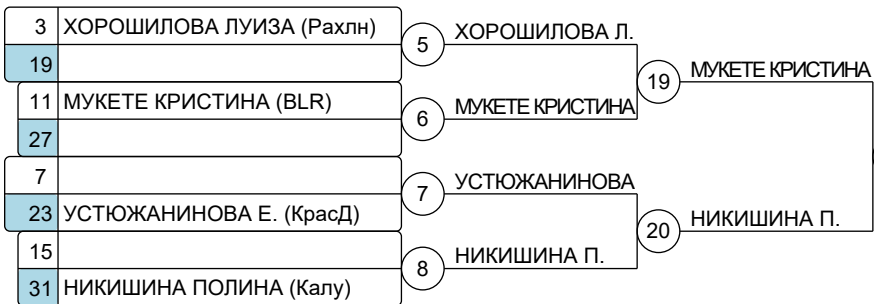 3 ХОРОШИЛОВА ЛУИЗА (Рахлн)
19
5 ХОРОШИЛОВА Л.
11 МУКЕТЕ КРИСТИНА (BLR)
27
6 МУКЕТЕ КРИСТИНА
19 МУКЕТЕ КРИСТИНА
7
23 УСТЮЖАНИНОВА Е. (КрасД)
7 УСТЮЖАНИНОВА
15
31 НИКИШИНА ПОЛИНА (Калу)
8 НИКИШИНА П.
20 НИКИШИНА П.